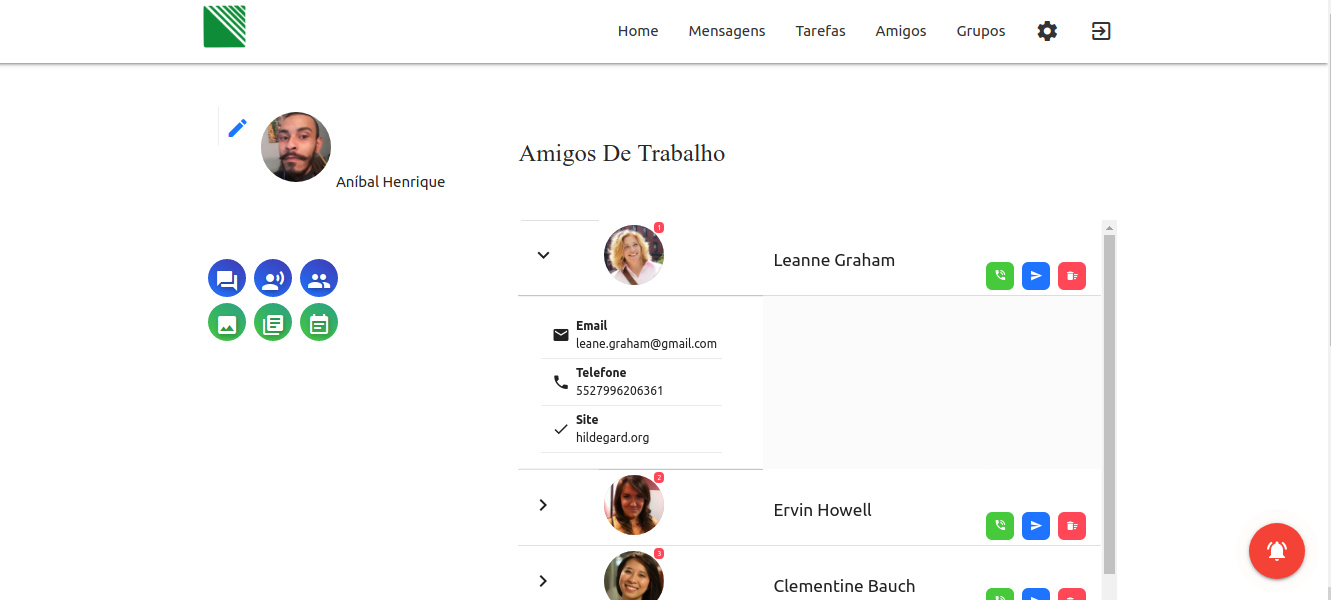 Home Mensagens Tarefas Amigos Grupos
Aníbal Henrique
Amigos De Trabalho
1
Leanne Graham
Email
leane.graham@gmail.com
Telefone
5527996206361
Site
hildegard.org
2
Ervin Howell
3
Clementine Bauch